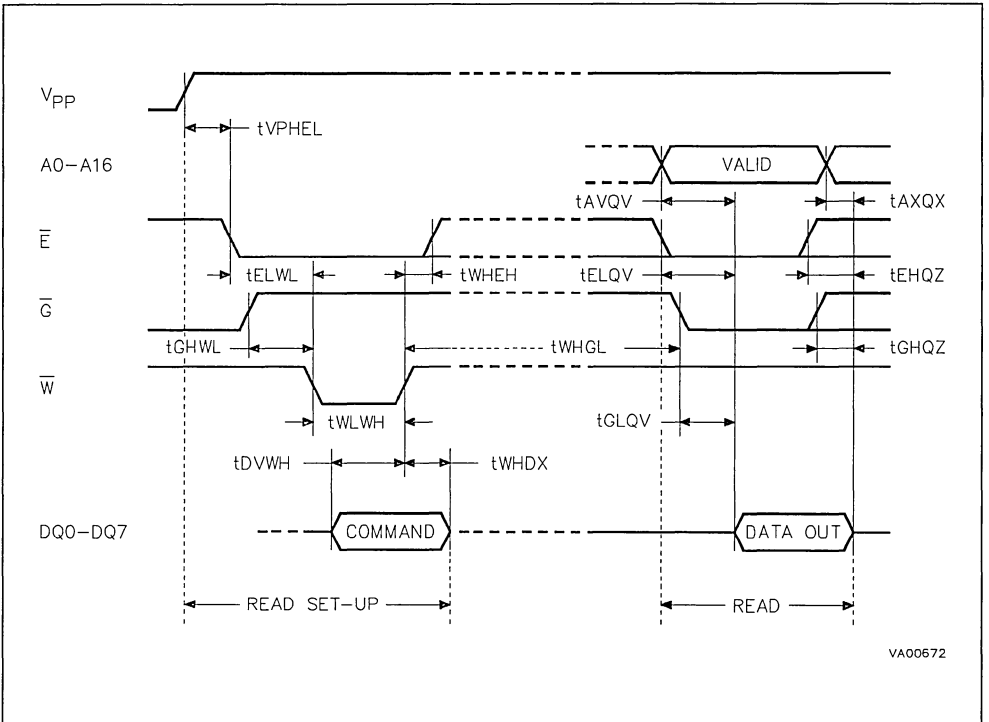 VPP
tVPHEL
A0-A16
VALID
tAVQV
tAXQX
E
tELWL
tWHEH
tELQV
tEHQZ
G
tGHWL
tWHGL
tGHQZ
W
tWLWH
tGLQV
tDVWH
tWHDX
DQ0-DQ7
COMMAND
DATA OUT
READ SET-UP
READ
VA00672